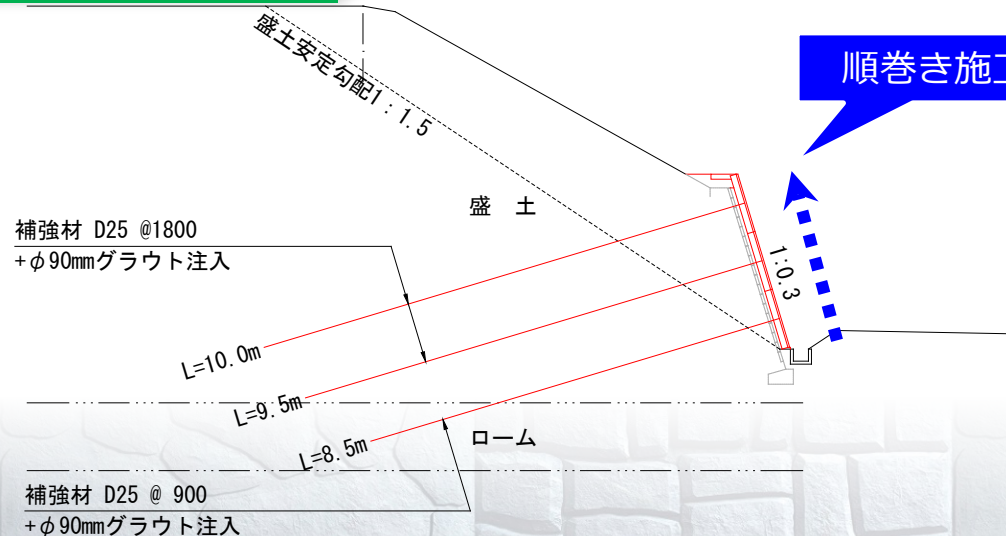 盛土安定勾配1：1.5
順巻き施工
盛 土
補強材 D25 @1800
+φ90mmグラウト注入
1:0.3
L=10.0m
L=9.5m
L=8.5m
ローム
補強材 D25 @ 900
+φ90mmグラウト注入